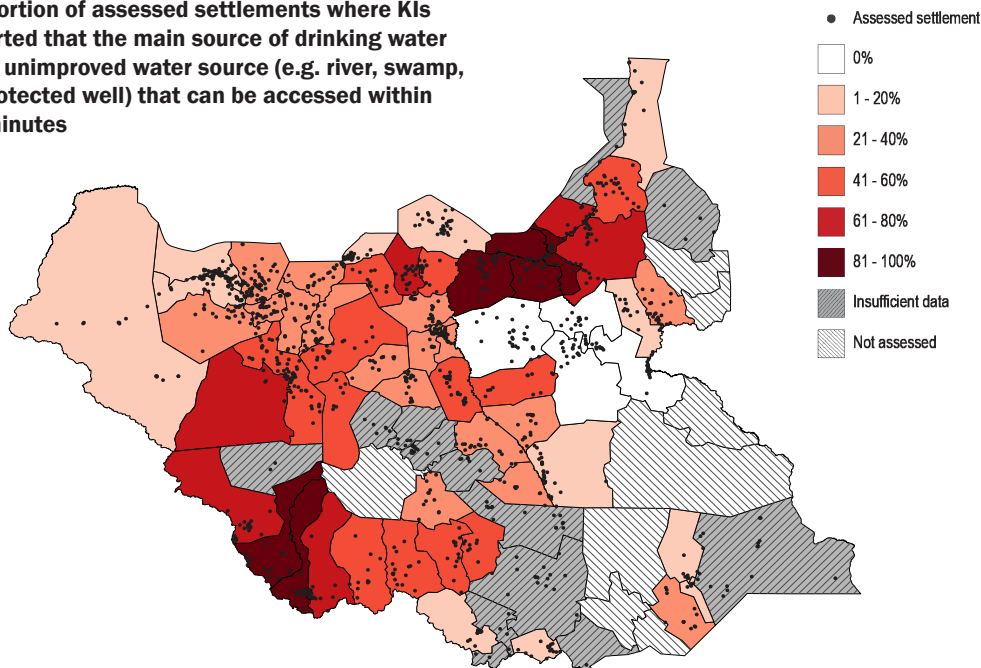 ortion of assessed settlements where KIs
rted that the main source of drinking water
unimproved water source (e.g. river, swamp,
otected well) that can be accessed within
minutes
Assessed settlement
0%
1 - 20%
21 - 40%
41 - 60%
61 - 80%
81 - 100%
Insufficient data
Not assessed